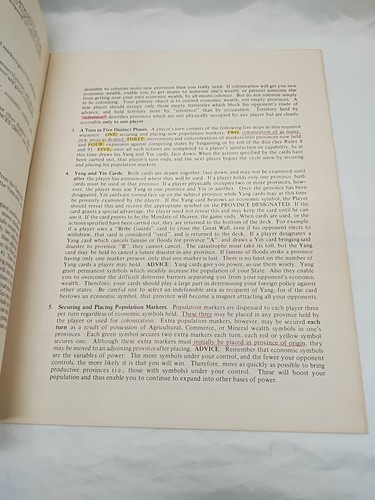 desirable to colonize more new provinces than you really need. If colonization will get you new
economic wealth, enable you to get nearer to someone else's wealth, or prevent someone else
from getting near your own economic wealth, by all means colonize. But do not colonize simply
to be colonizing. Your primary object is to control economic wealth, not empty provinces. A
wise player should occupy only those empty territories which block his opponent's route of
advance, and hold territory more by "inference" than by occupation. Territory held by
"inference" describes provinces which are not physically occupied by any player but are clearly
accessible only to one player.
3. A Turn in Five Distinct Phases. A player's turn consists of the following five steps in this required
sequence: ONE: securing and placing new population markers, TWO: colonization of as many
new areas as desired, THREE: movements and concentrations of markers into provinces now held,
and FOUR: expansion against competing states by bargaining or by roll of the dice (See Rules 8
and 9). FIVE: once all such actions are completed to a player's satisfaction or capability, he at
this time draws his Yang and Yin cards, face down. When the actions specified by the cards have
been carried out, that player's turn ends, and the next player begins the cycle anew by securing
and placing his population markers.
4. Yang and Yin Cards. Both cards are drawn together, face down, and may not be examined until
after the player has announced where they will be used. If a player holds only one province, both
cards must be used in that province. If a player physically occupies two or more provinces, how-
ever, the player may use Yang in one province and Yin in another. Once the province has been
designated, Yin cards are turned face up on the subject province while Yang cards may at this time
be privately examined by the player. If the Yang card bestows an economic symbol, the Player
should reveal this and recent the appropriate symbol on the PROVINCE DESIGNATED. If the
card grants a special advantage, the player need not reveal this and may keep the card until he can
use it. If the card proves to be the Mandate of Heaven, the game ends. When cards are used, or the
actions specified have been carried out, they are returned to the bottom of the deck. For example,
if a player uses a "Bribe Guards" card to cross the Great Wall, even if his opponent elects to
withdraw, that card is considered "used", and is returned to the deck. If a player designates a
Yang card which cancels famine or floods for province "A", and draws a Yin card bringing said
disaster to province "B", they cannot cancel. The catastrophe must take its toll, but the Yang
card may be held to cancel a future disaster in any province. If famine or floods strike a province
having only one marker present, only that one marker is lost. There is no limit on the number of
Yang cards a player may hold. ADVICE: Yang cards give you power, so use them wisely. Yang
grant permanent symbols which steadily increase the population of your State. Also they enable
you to overcome the difficult defensive barriers separating you from your opponent's economic
wealth. Therefore, your cards should play a large part in determining your foreign policy against
other states. Be careful not to select an indefensible area as recipient of Yang, for if the card
bestows an economic symbol, that province will become a magnet attracting all your opponents.
5. Securing and Placing Population Markers. Population markers are dispensed to each player three
per turn regardless of economic symbols held. These three may be placed in any province held by
the player or used for colonization. Extra population markers, however, may be secured each
turn as a result of possession of Agricultural, Commerce, or Mineral wealth symbols in one's
provinces. Each green symbol secures two extra markers each turn; each red or yellow symbol
secures one. Although these extra markers must initially be placed in province of origin, they
may be moved to an adjoining province after placing. ADVICE: Remember that economic symbols
are the variables of power. The more symbols under your control, and the fewer your opponent
controls, the more likely it is that you will win. Therefore, move as quickly as possible to bring
productive provinces (i.e., those with symbols) under your control. These will boost your
population and thus enable you to continue to expand into other bases of power.